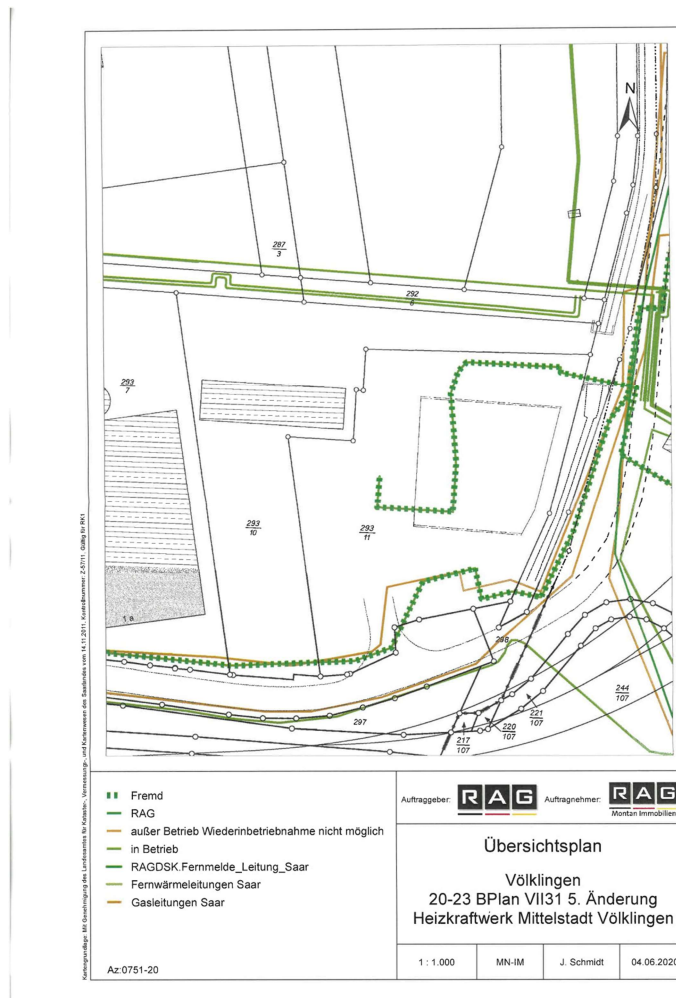 N
287
3
292
6
293
7
293
10
293
11
1 a
298
244
107
221
107
220
107
217
107
297
Kartengrundlage: Mit Genehmigung des Landesamtes für Kataster-, Vermessungs-, und Kartenwesen des Saarlandes vom 14.11.2011, Kontrollnummer: Z-57/11, Gültig für RK1
Fremd
RAG
außer Betrieb Wiederinbetriebnahme nicht möglich
in Betrieb
RAGDSK.Fernmelde_Leitung_Saar
Fernwärmeleitungen Saar
Gasleitungen Saar
Az:0751-20
Auftraggeber: RAG Auftragnehmer: RAG
Montan Immobilien
Übersichtsplan
Völklingen
20-23 BPlan VII31 5. Änderung
Heizkraftwerk Mittelstadt Völklingen
1 : 1.000 MN-IM J. Schmidt 04.06.2020